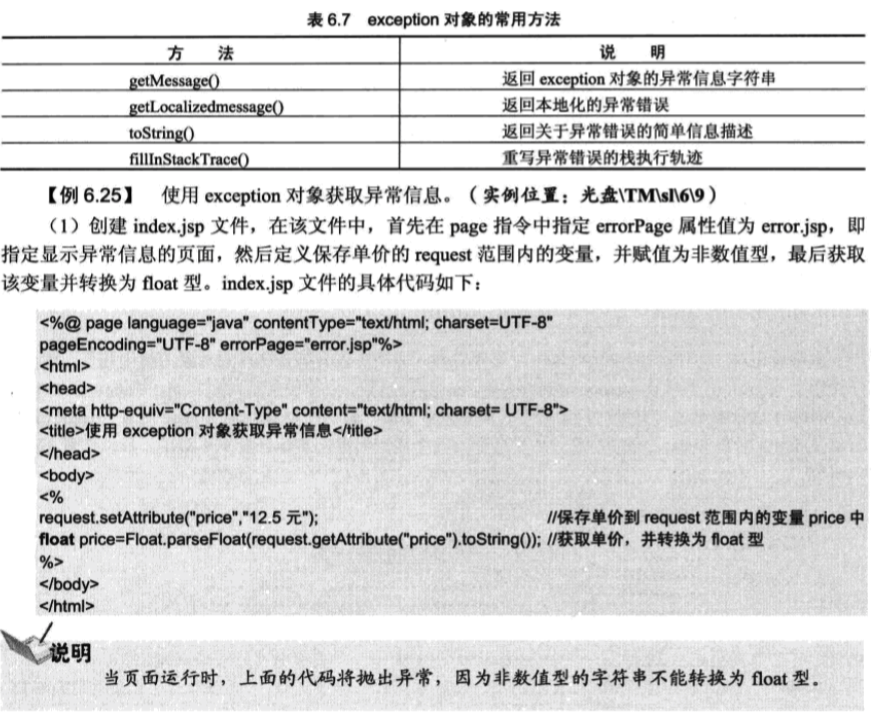 表 6.7 exception 对象的常用方法
方 法 说 明
getMessage() 返回 exception 对象的异常信息字符串
getLocalizedmessage() 返回本地化的异常错误
toString() 返回关于异常错误的简单信息描述
fillInStackTrace() 重写异常错误的栈执行轨迹
【例 6.25】 使用 exception 对象获取异常信息。（实例位置：光盘\TM\sl\6\9）
（1）创建 index.jsp 文件，在该文件中，首先在 page 指令中指定 errorPage 属性值为 error.jsp，即
指定显示异常信息的页面，然后定义保存单价的 request 范围内的变量，并赋值为非数值型，最后获取
该变量并转换为 float 型。index.jsp 文件的具体代码如下：
<%@ page language="java" contentType="text/html; charset=UTF-8"
pageEncoding="UTF-8" errorPage="error.jsp"%>
<html>
<head>
<meta http-equiv="Content-Type" content="text/html; charset= UTF-8">
<title>使用 exception 对象获取异常信息</title>
</head>
<body>
<%
request.setAttribute("price","12.5 元"); //保存单价到 request 范围内的变量 price 中
float price=Float.parseFloat(request.getAttribute("price").toString()); //获取单价，并转换为 float 型
%>
</body>
</html>
说明
当页面运行时，上面的代码将抛出异常，因为非数值型的字符串不能转换为 float 型。